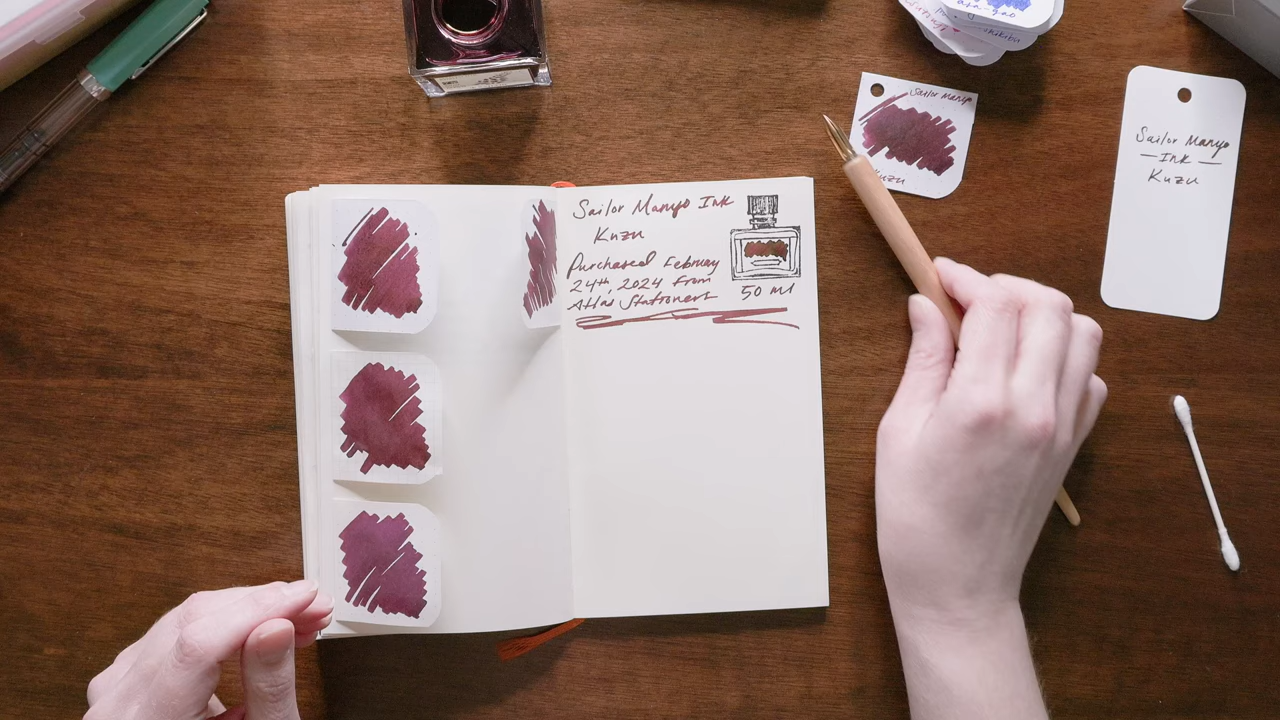 Sailor Manyo Ink
Kuzu
Purchased February
24th, 2024 from
Atlas Stationers
50 ml
Sailor Manyo
Kuzu
Sailor Manyo
Ink
Kuzu